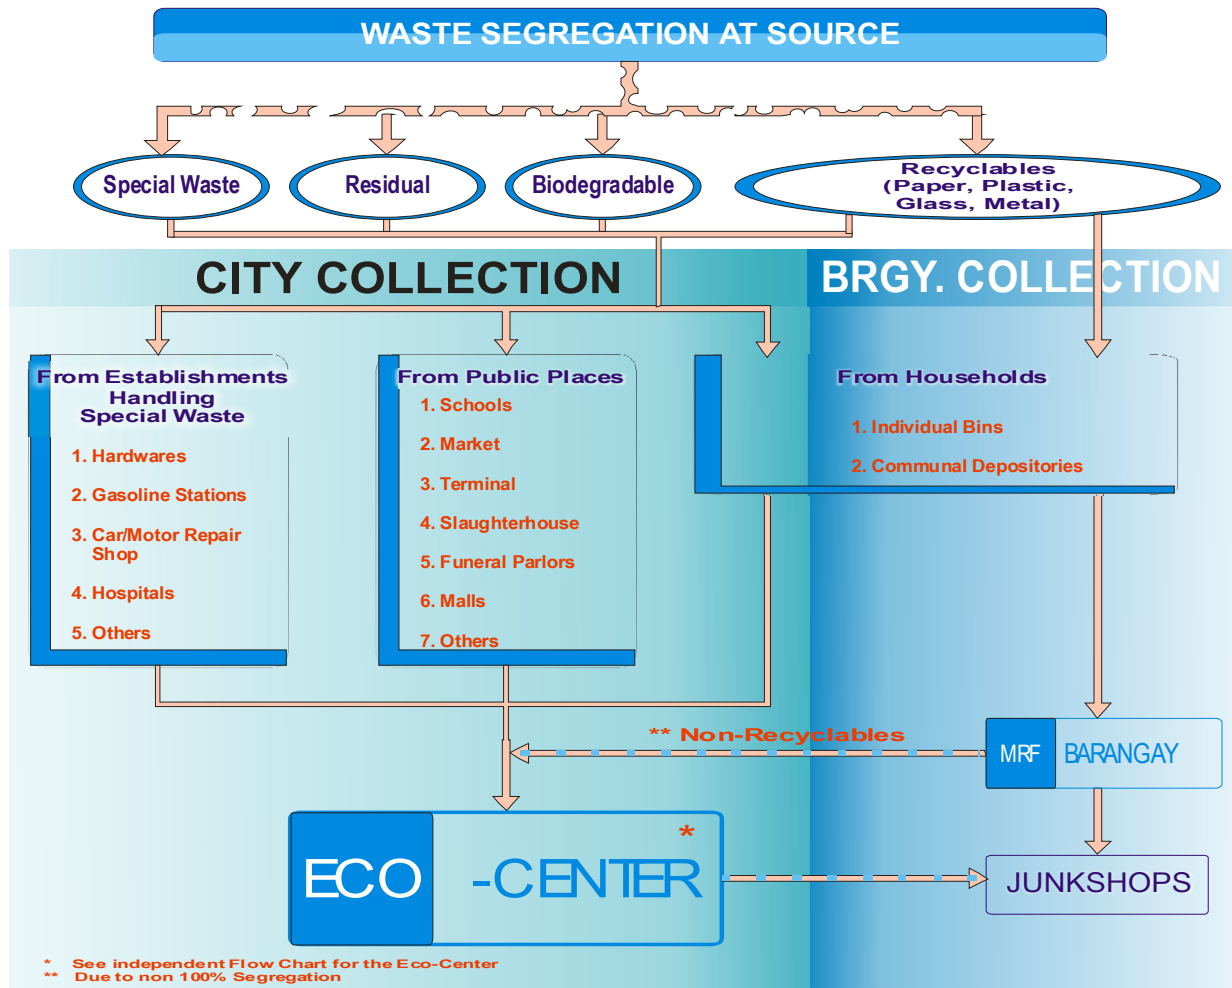 WASTE SEGREGATION AT SOURCE
Special Waste
Residual
Biodegradable
Recyclables
(Paper, Plastic,
Glass, Metal)
CITY COLLECTION
BRGY. COLLECTION
From Establishments
Handling
Special Waste
1. Hardwares
2. Gasoline Stations
3. Car/Motor Repair
Shop
4. Hospitals
5. Others
From Public Places
1. Schools
2. Market
3. Terminal
4. Slaughterhouse
5. Funeral Parlors
6. Malls
7. Others
From Households
1. Individual Bins
2. Communal Depositories
** Non-Recyclables
MRF BARANGAY
*
ECO -CENTER
JUNKSHOPS
* See independent Flow Chart for the Eco-Center
** Due to non 100% Segregation